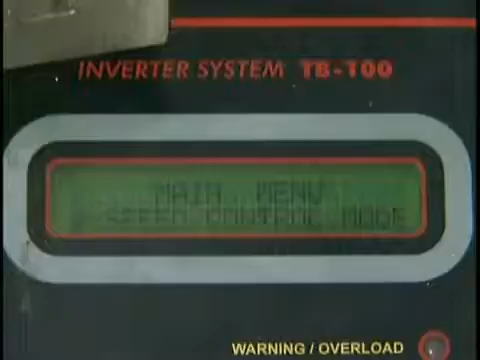 INVERTER SYSTEM TB-100
MAIN MENU
SPEED CONTROL MODE
WARNING / OVERLOAD